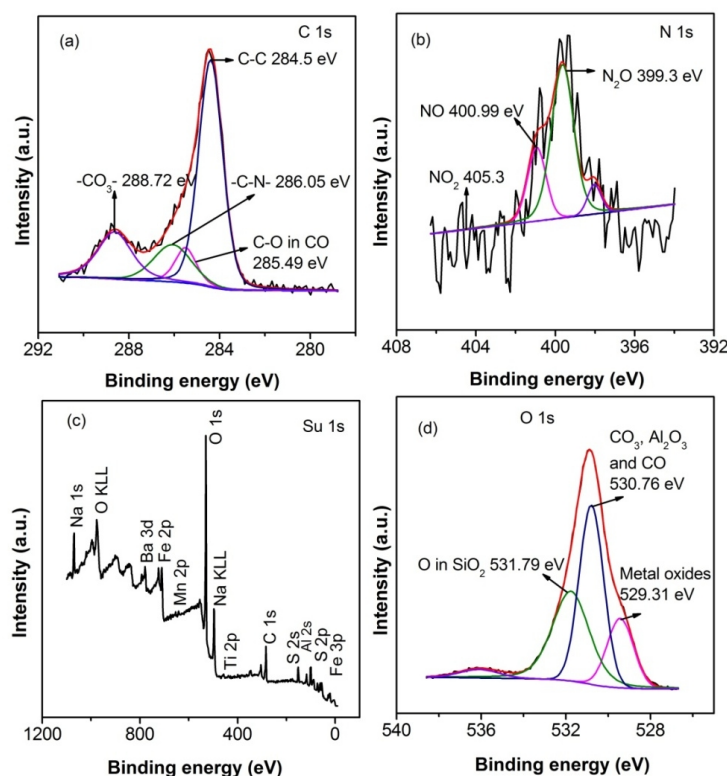 (a)
C 1s
C-C 284.5 eV
-CO₃- 288.72 eV
-C-N- 286.05 eV
C-O in CO
285.49 eV
Intensity (a.u.)
292 288 284 280
Binding energy (eV)
(b)
N 1s
N₂O 399.3 eV
NO 400.99 eV
NO₂ 405.3
Intensity (a.u.)
408 404 400 396 392
Binding energy (eV)
(c)
Su 1s
Na 1s
O KLL
Ba 3d
Fe 2p
Mn 2p
O 1s
Na KLL
Ti 2p
C 1s
S 2s
Al 2s
S 2p
Fe 3p
Intensity (a.u.)
1200 800 400 0
Binding energy (eV)
(d)
O 1s
CO₃, Al₂O₃
and CO
530.76 eV
O in SiO₂ 531.79 eV
Metal oxides
529.31 eV
Intensity (a.u.)
540 536 532 528
Binding energy (eV)